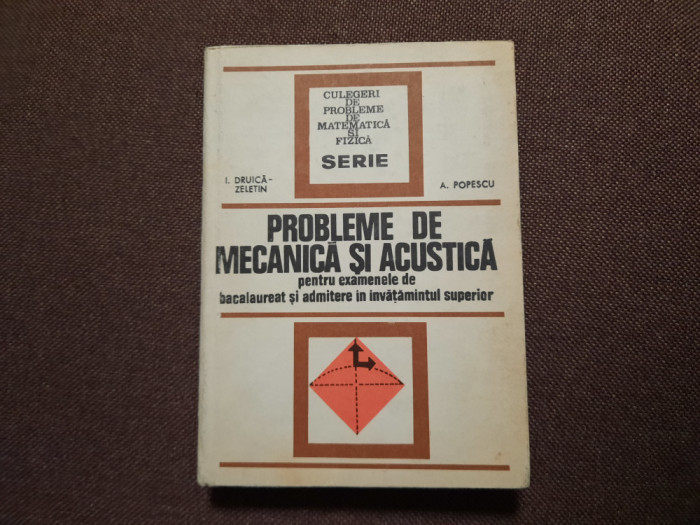 CULEGERI
DE
PROBLEME
DE
MATEMATICĂ
ȘI
FIZICĂ
SERIE
I. DRUICĂ-
ZELETIN
A. POPESCU
PROBLEME DE
MECANICĂ ȘI ACUSTICĂ
pentru examenele de
bacalaureat și admitere în învățămîntul superior